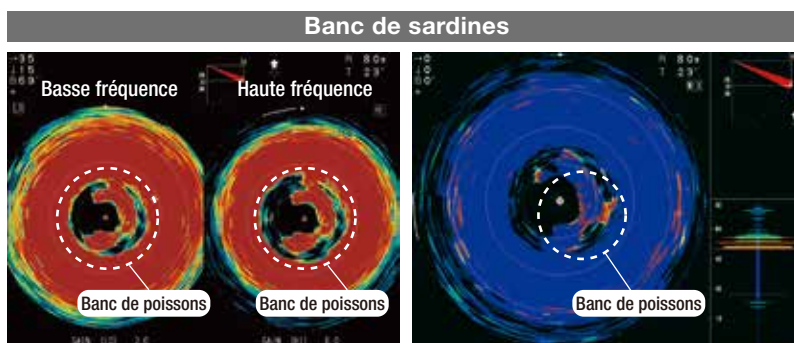 Banc de sardines
Basse fréquence
Haute fréquence
Banc de poissons
Banc de poissons
Banc de poissons